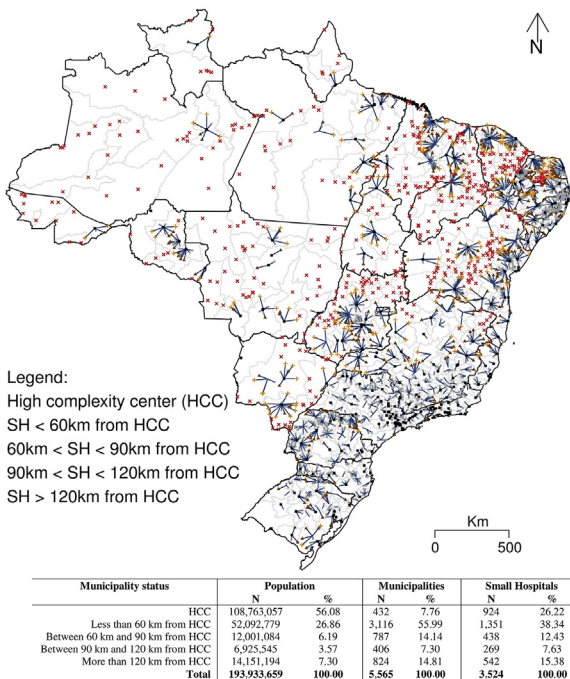 N
Legend:
High complexity center (HCC)
SH < 60km from HCC
60km < SH < 90km from HCC
90km < SH < 120km from HCC
SH > 120km from HCC
Km
0 500
Municipality status Population Municipalities Small Hospitals
N % N % N %
HCC 108,763,057 56.08 432 7.76 924 26.22
Less than 60 km from HCC 52,092,779 26.86 3,116 55.99 1,351 38.34
Between 60 km and 90 km from HCC 12,001,084 6.19 787 14.14 438 12.43
Between 90 km and 120 km from HCC 6,925,545 3.57 406 7.30 269 7.63
More than 120 km from HCC 14,151,194 7.30 824 14.81 542 15.38
Total 193.933,659 100.00 5.565 100.00 3.524 100.00